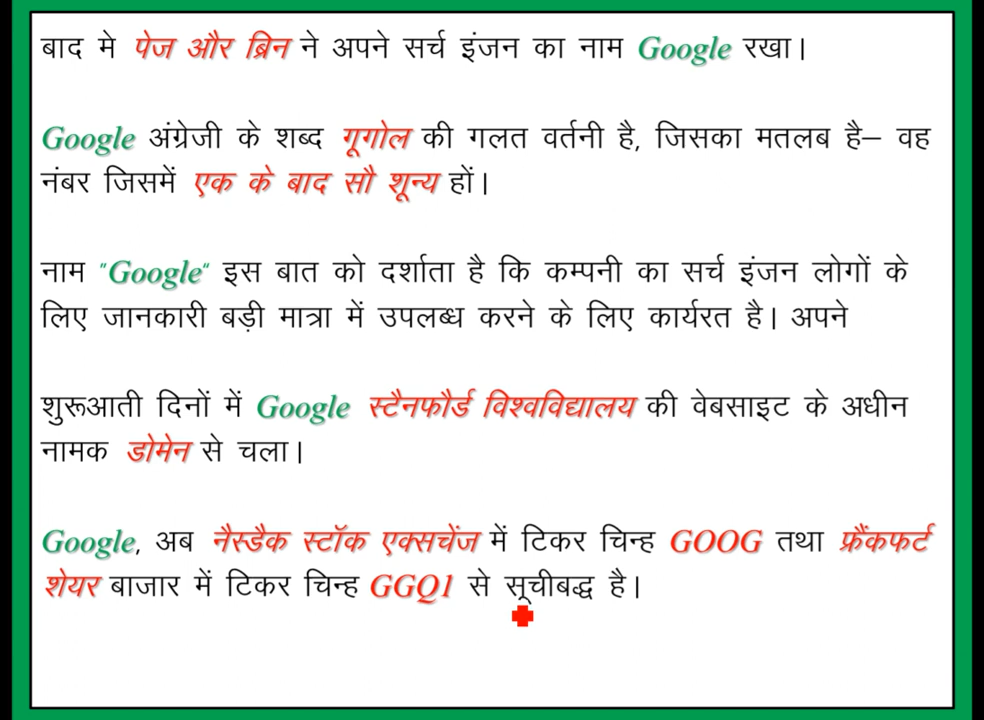 बाद मे पेज और ब्रिन ने अपने सर्च इंजन का नाम Google रखा।
Google अंग्रेजी के शब्द गूगोल की गलत वर्तनी है, जिसका मतलब है– वह
नंबर जिसमें एक के बाद सौ शून्य हों।
नाम "Google" इस बात को दर्शाता है कि कम्पनी का सर्च इंजन लोगों के
लिए जानकारी बड़ी मात्रा में उपलब्ध करने के लिए कार्यरत है। अपने
शुरूआती दिनों में Google स्टैनफौर्ड विश्वविद्यालय की वेबसाइट के अधीन
नामक डोमेन से चला।
Google, अब नैस्डैक स्टॉक एक्सचेंज में टिकर चिन्ह GOOG तथा फ्रैंकफर्ट
शेयर बाजार में टिकर चिन्ह GGQ1 से सूचीबद्ध है।